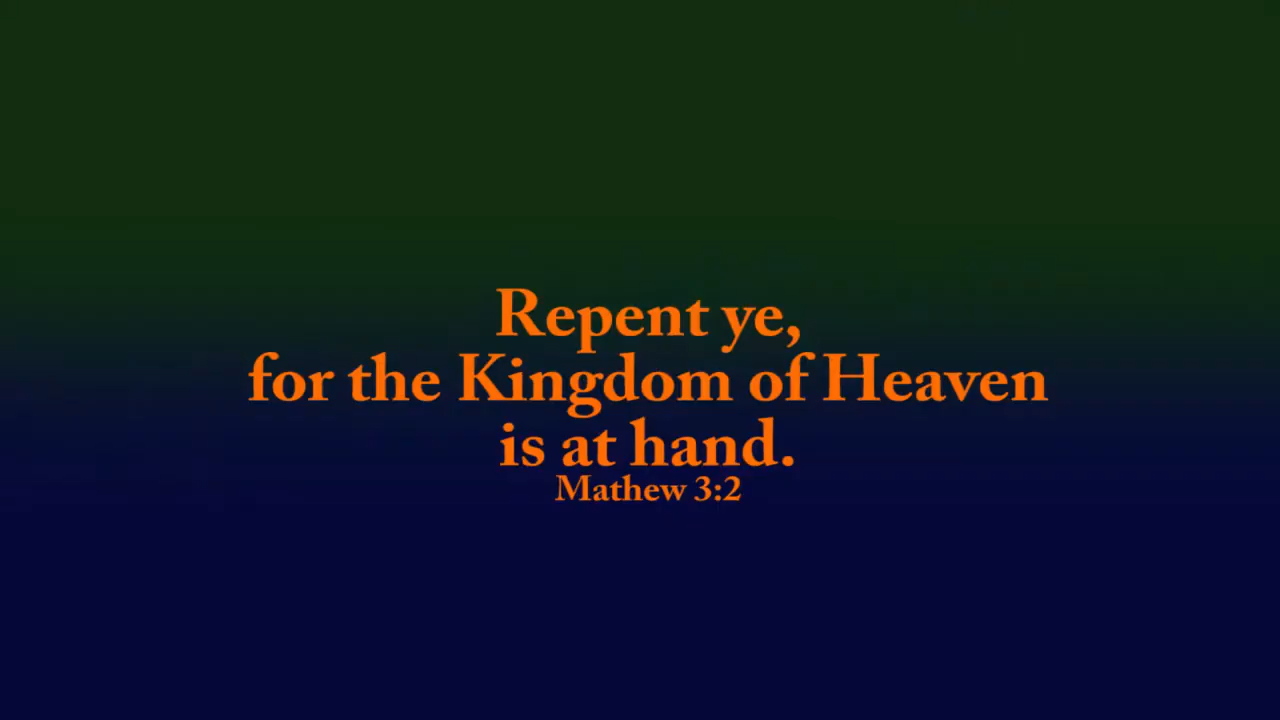 Repent ye,
for the Kingdom of Heaven
is at hand.
Mathew 3:2